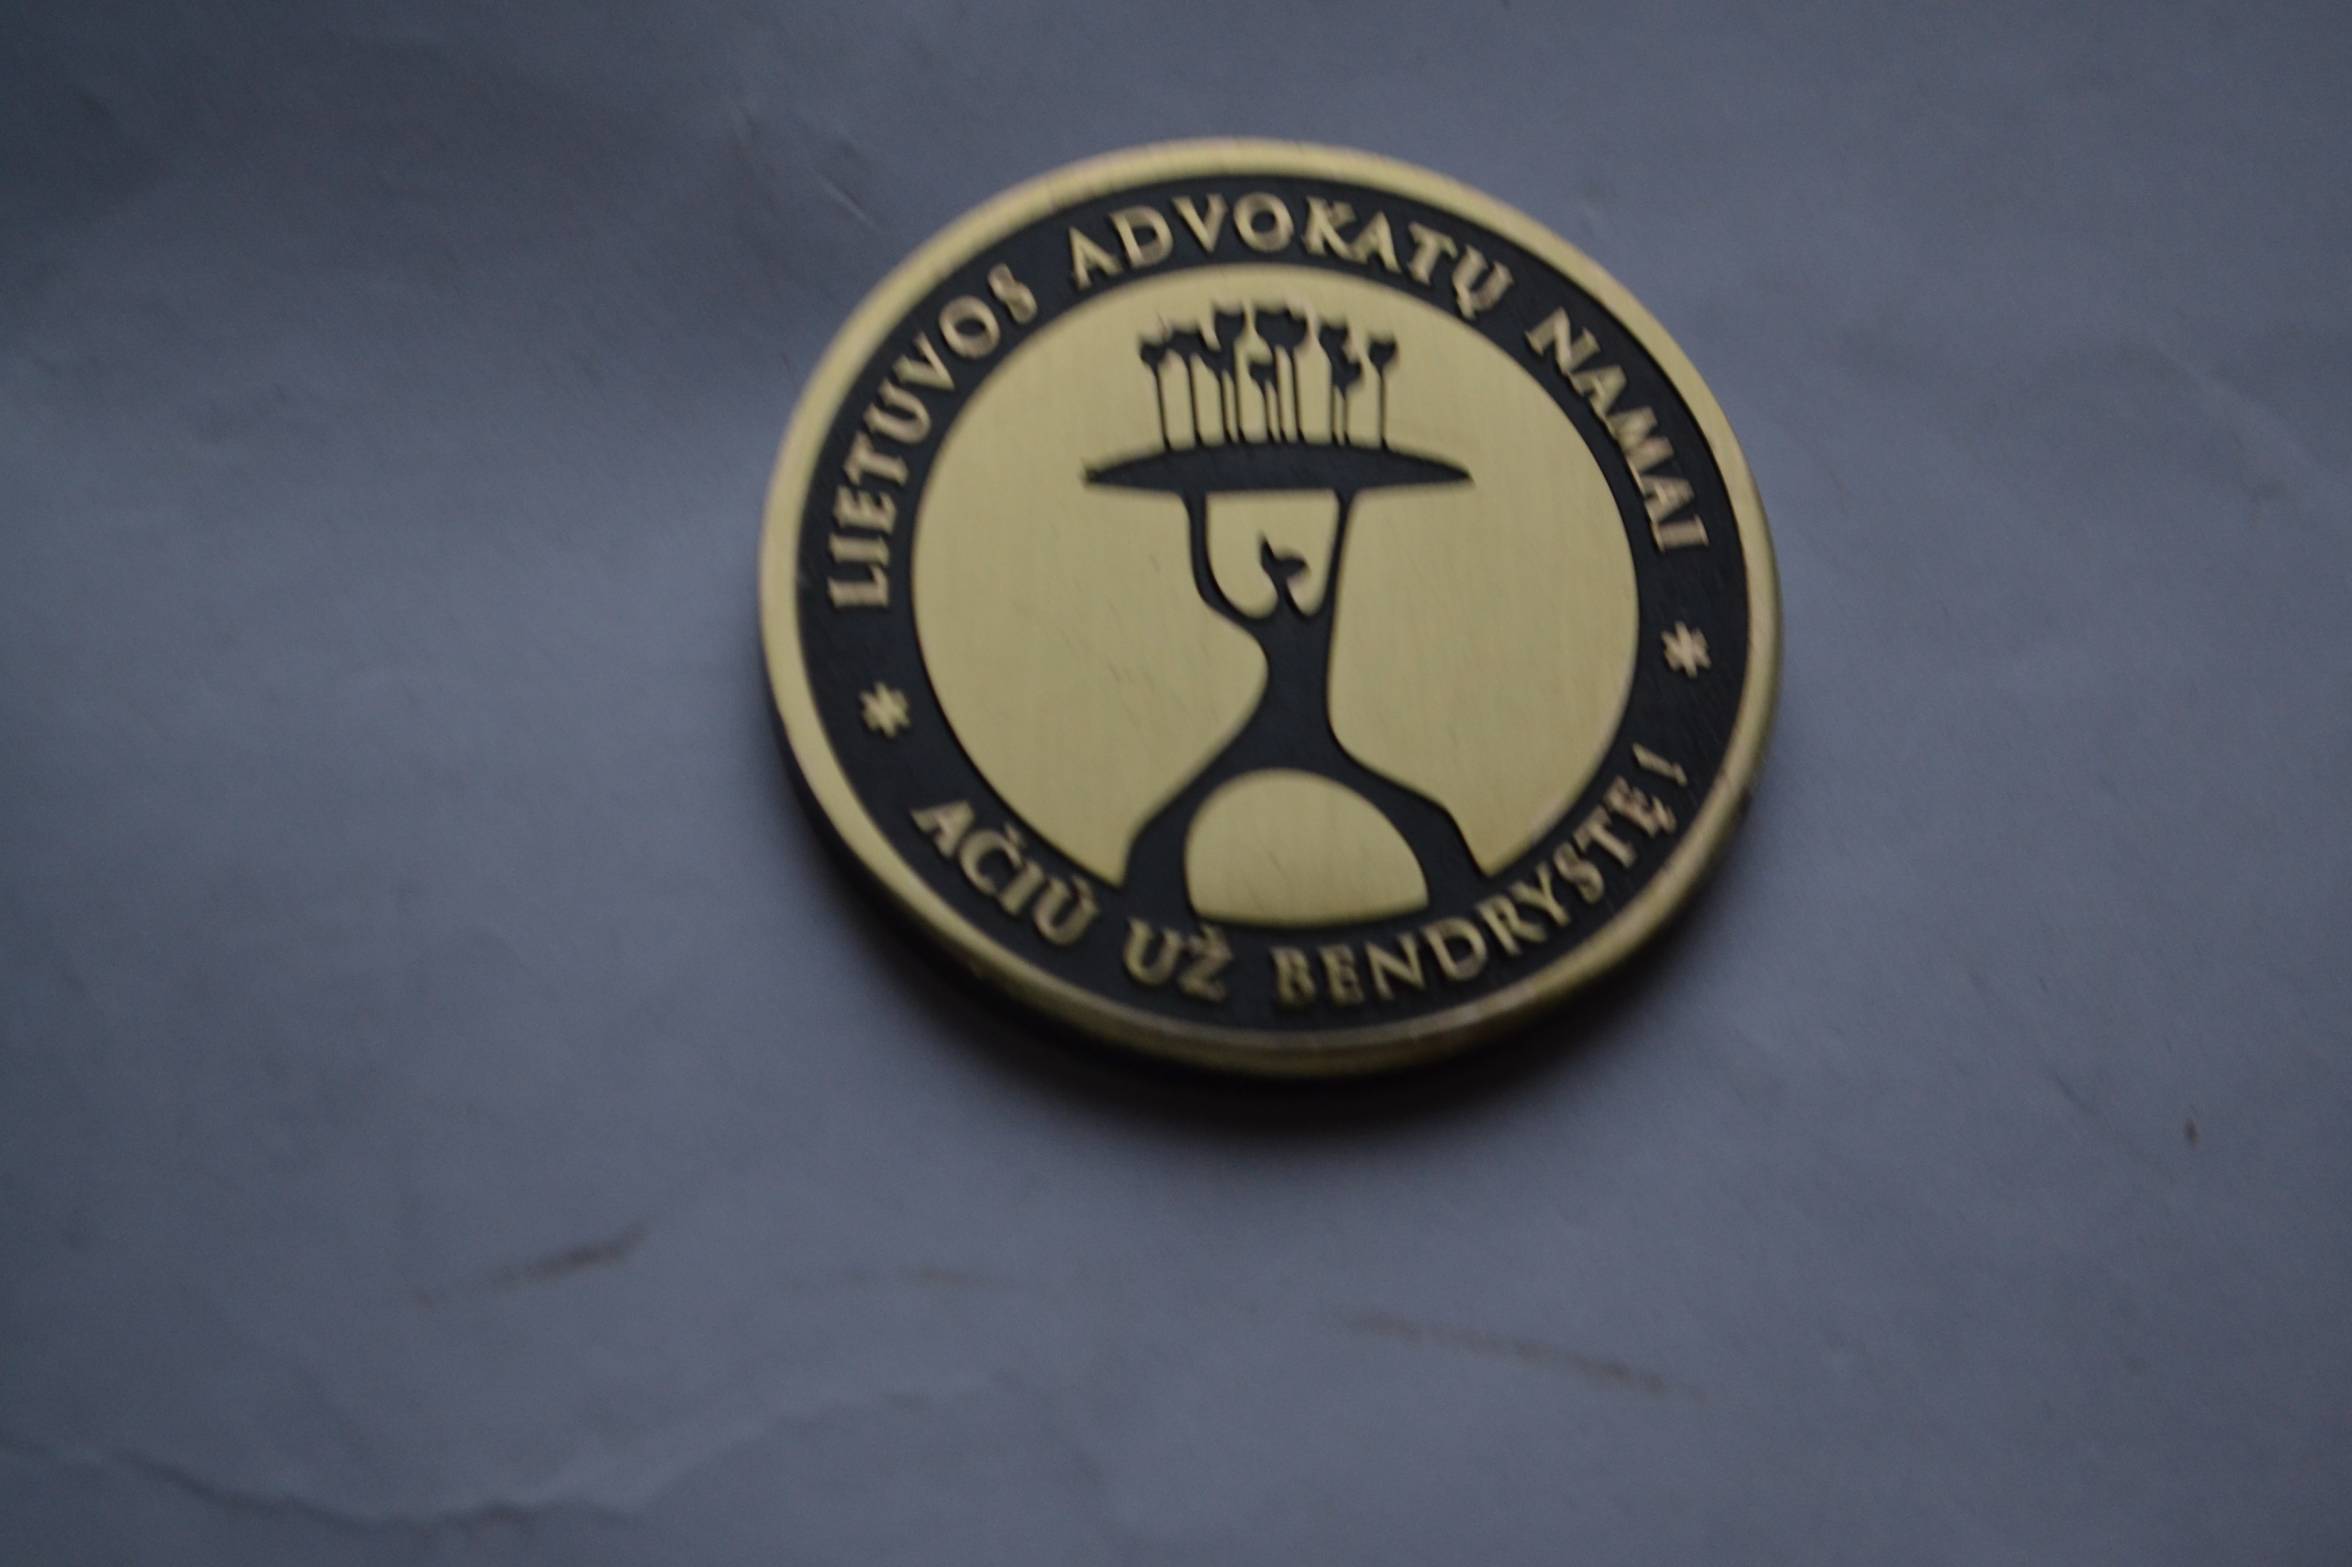 LIETUVOS ADVOKATŲ NAMAI
* AČIŪ UŽ BENDRYSTĘ! *